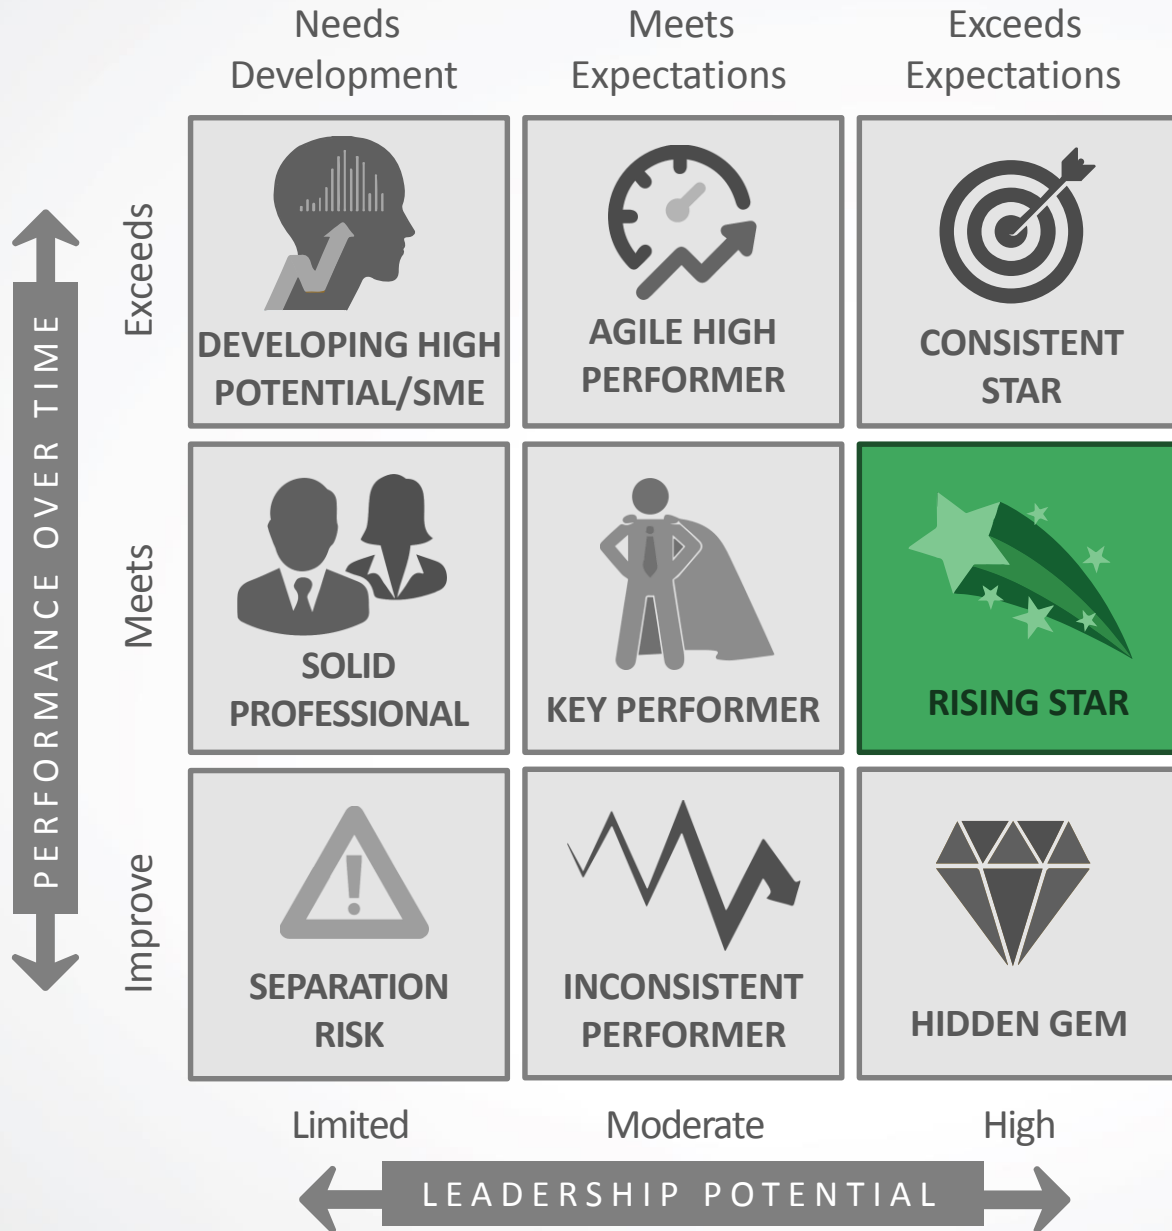 Needs
Development
Meets
Expectations
Exceeds
Expectations
PERFORMANCE OVER TIME
Exceeds
DEVELOPING HIGH
POTENTIAL/SME
AGILE HIGH
PERFORMER
CONSISTENT
STAR
Meets
SOLID
PROFESSIONAL
KEY PERFORMER
RISING STAR
Improve
SEPARATION
RISK
INCONSISTENT
PERFORMER
HIDDEN GEM
Limited
Moderate
High
LEADERSHIP POTENTIAL